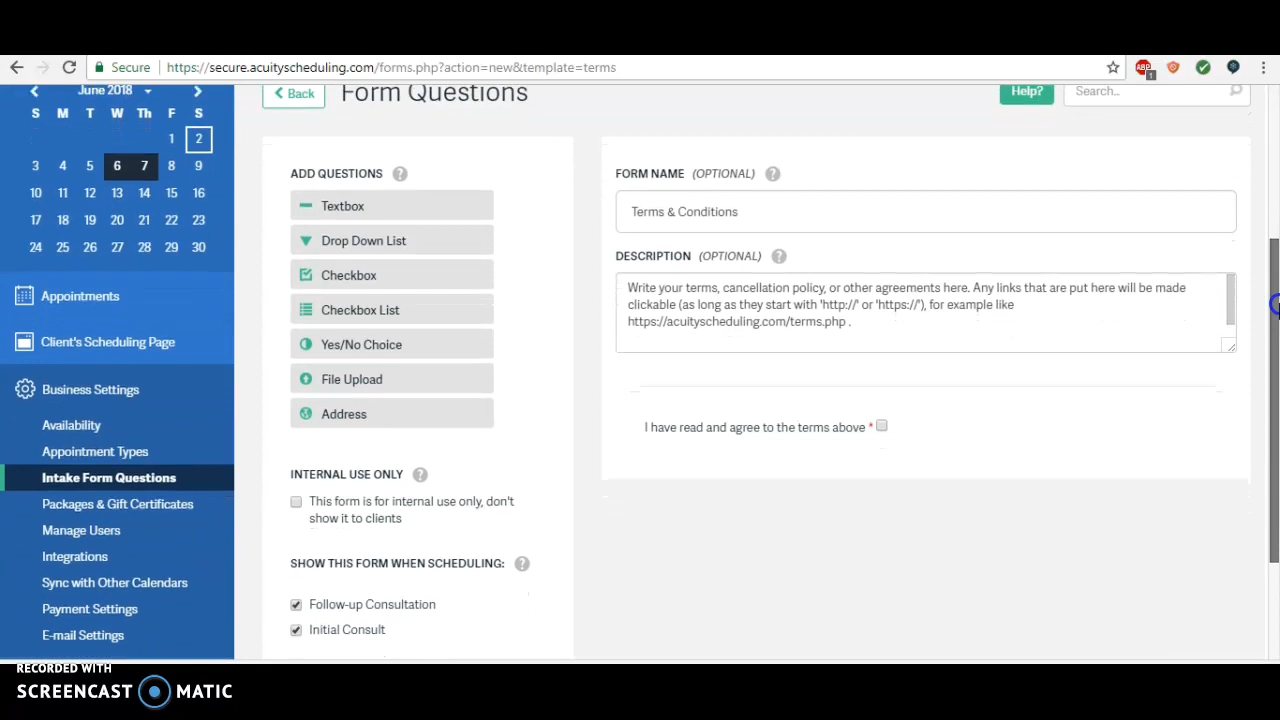 Secure
https://secure.acuityscheduling.com/forms.php?action=new&template=terms
ABP
1
June 2018
S M T W Th F S
1 2
3 4 5 6 7 8 9
10 11 12 13 14 15 16
17 18 19 20 21 22 23
24 25 26 27 28 29 30
Appointments
Client's Scheduling Page
Business Settings
Availability
Appointment Types
Intake Form Questions
Packages & Gift Certificates
Manage Users
Integrations
Sync with Other Calendars
Payment Settings
E-mail Settings
Back
Form Questions
Help?
Search...
ADD QUESTIONS ?
Textbox
Drop Down List
Checkbox
Checkbox List
Yes/No Choice
File Upload
Address
INTERNAL USE ONLY ?
This form is for internal use only, don't
show it to clients
SHOW THIS FORM WHEN SCHEDULING: ?
Follow-up Consultation
Initial Consult
FORM NAME (OPTIONAL) ?
Terms & Conditions
DESCRIPTION (OPTIONAL) ?
Write your terms, cancellation policy, or other agreements here. Any links that are put here will be made
clickable (as long as they start with 'http://' or 'https://'), for example like
https://acuityscheduling.com/terms.php .
I have read and agree to the terms above *
RECORDED WITH
SCREENCAST MATIC